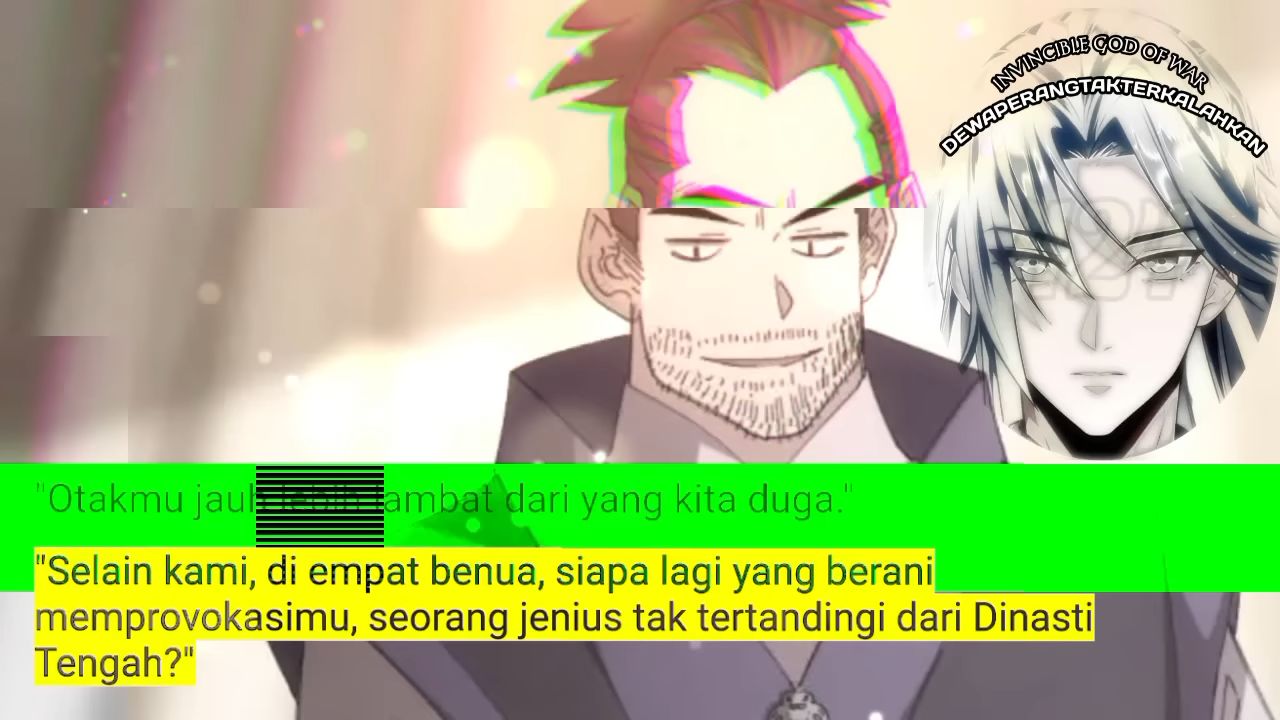 INVINCIBLE GOD OF WAR
DEWAPERANGTAKTERKALAHKAN
"Otakmu jauh lebih lambat dari yang kita duga."
"Selain kami, di empat benua, siapa lagi yang berani
memprovokasimu, seorang jenius tak tertandingi dari Dinasti
Tengah?"